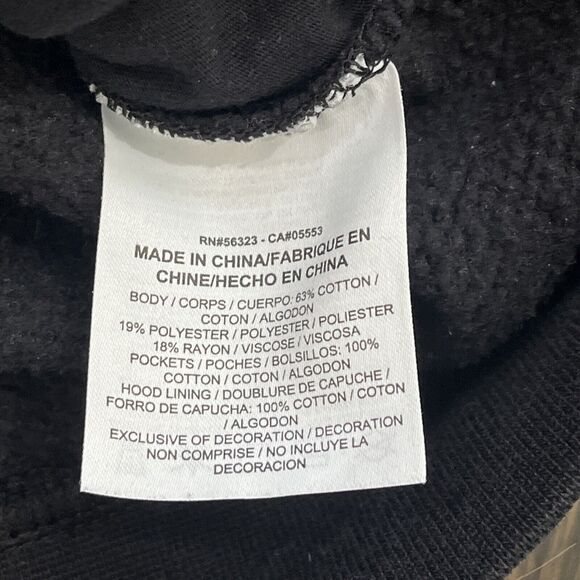 RN#56323 - CA#05553
MADE IN CHINA/FABRIQUE EN
CHINE/HECHO EN CHINA
BODY / CORPS / CUERPO: 63% COTTON /
COTON / ALGODON
19% POLYESTER / POLYESTER / POLIESTER
18% RAYON / VISCOSE / VISCOSA
POCKETS / POCHES / BOLSILLOS: 100%
COTTON / COTON / ALGODON
HOOD LINING / DOUBLURE DE CAPUCHE /
FORRO DE CAPUCHA: 100% COTTON / COTON
/ ALGODON
EXCLUSIVE OF DECORATION / DECORATION
NON COMPRISE / NO INCLUYE LA
DECORACION